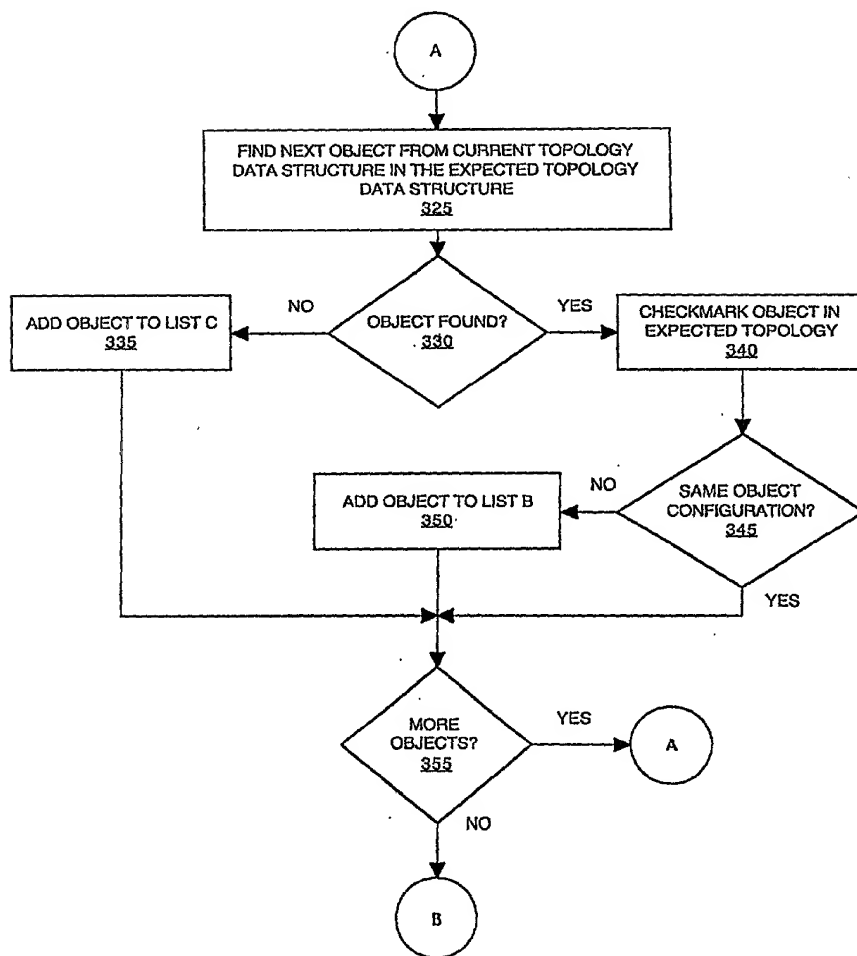 A
FIND NEXT OBJECT FROM CURRENT TOPOLOGY
DATA STRUCTURE IN THE EXPECTED TOPOLOGY
DATA STRUCTURE
325
NO
YES
ADD OBJECT TO LIST C
335
OBJECT FOUND?
330
CHECKMARK OBJECT IN
EXPECTED TOPOLOGY
340
NO
ADD OBJECT TO LIST B
350
SAME OBJECT
CONFIGURATION?
345
YES
MORE
OBJECTS?
355
YES
A
NO
B